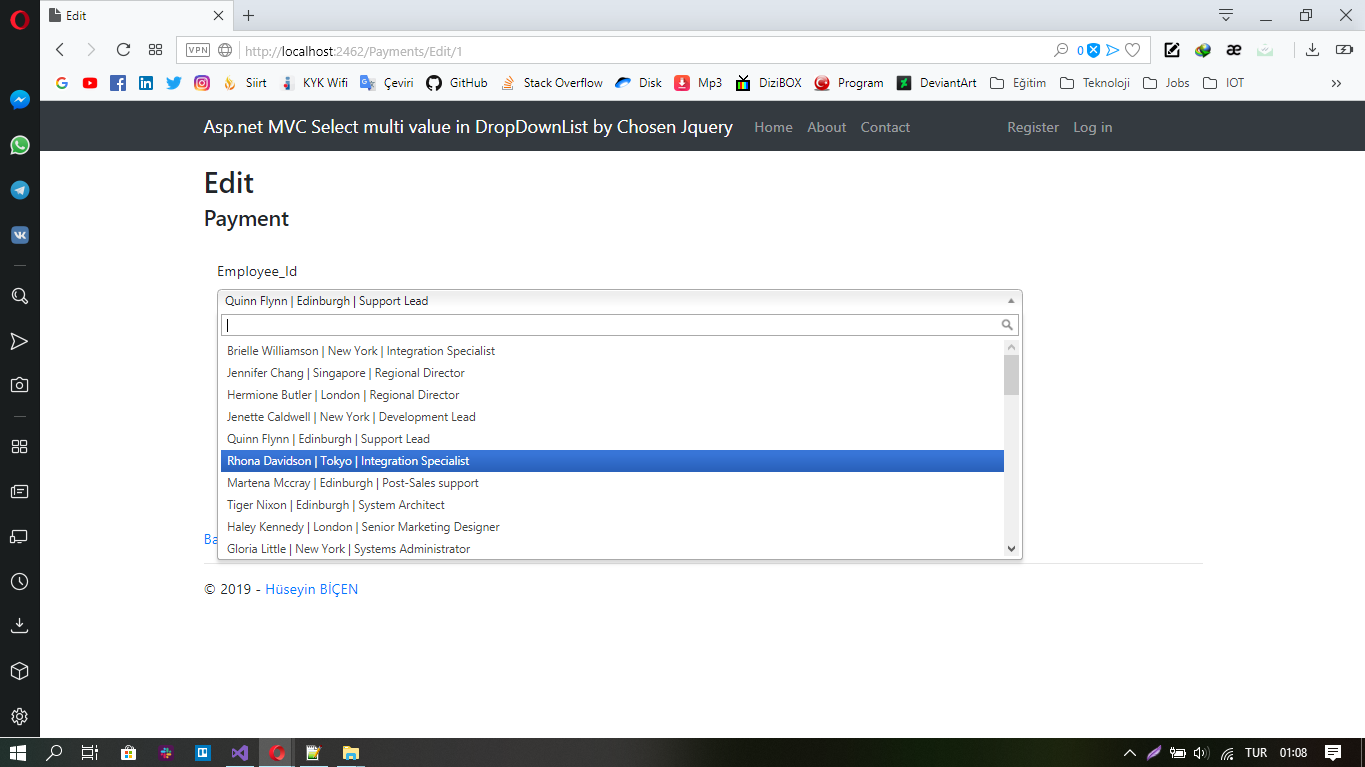 Edit
VPN http://localhost:2462/Payments/Edit/1 0 æ
G Siirt KYK Wifi Çeviri GitHub Stack Overflow Disk Mp3 DiziBOX Program DeviantArt Eğitim Teknoloji Jobs IOT »
Asp.net MVC Select multi value in DropDownList by Chosen Jquery Home About Contact Register Log in
Edit
Payment
Employee_Id
Quinn Flynn | Edinburgh | Support Lead
Brielle Williamson | New York | Integration Specialist
Jennifer Chang | Singapore | Regional Director
Hermione Butler | London | Regional Director
Jenette Caldwell | New York | Development Lead
Quinn Flynn | Edinburgh | Support Lead
Rhona Davidson | Tokyo | Integration Specialist
Martena Mccray | Edinburgh | Post-Sales support
Tiger Nixon | Edinburgh | System Architect
Haley Kennedy | London | Senior Marketing Designer
Ba
Gloria Little | New York | Systems Administrator
© 2019 - Hüseyin BİÇEN
TUR 01:08